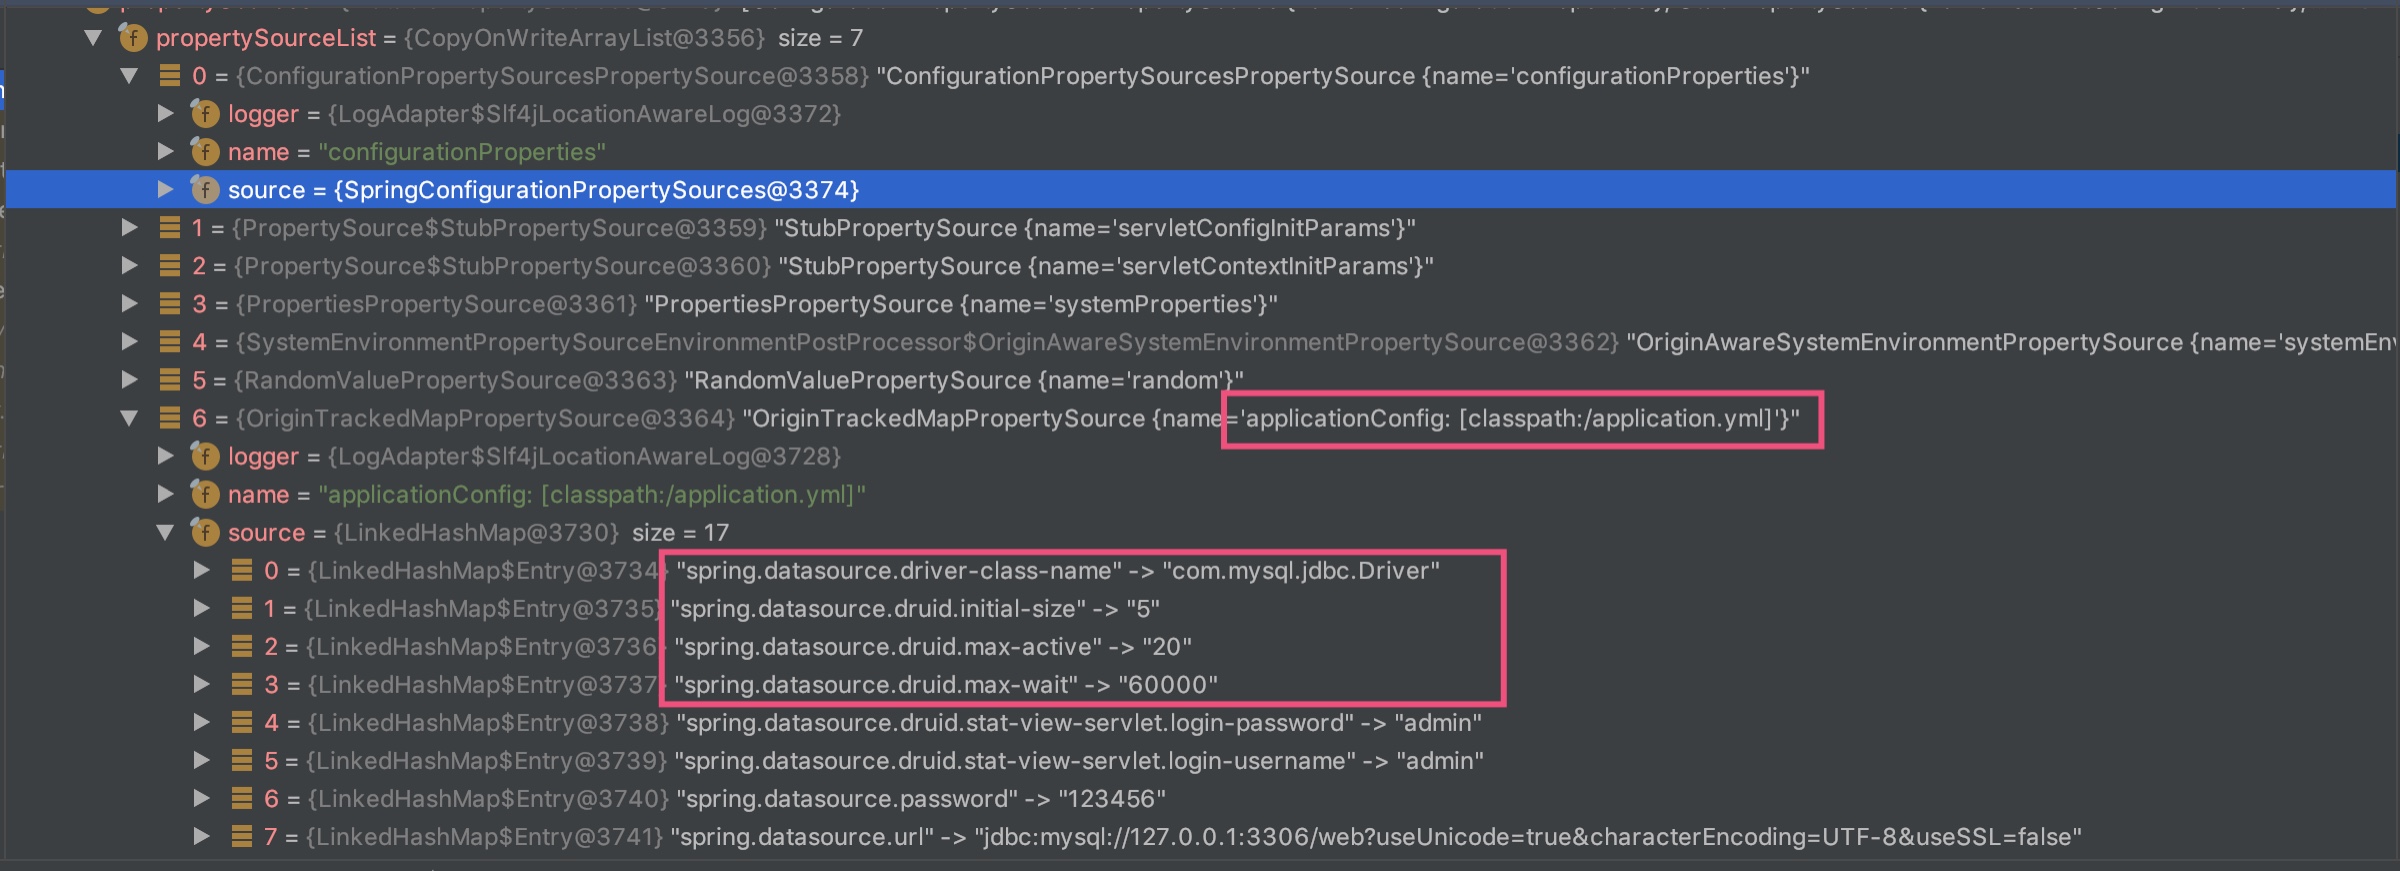 propertySourceList = {CopyOnWriteArrayList@3356} size = 7
0 = {ConfigurationPropertySourcesPropertySource@3358} "ConfigurationPropertySourcesPropertySource {name='configurationProperties'}"
logger = {LogAdapter$Slf4jLocationAwareLog@3372}
name = "configurationProperties"
source = {SpringConfigurationPropertySources@3374}
1 = {PropertySource$StubPropertySource@3359} "StubPropertySource {name='servletConfigInitParams'}"
2 = {PropertySource$StubPropertySource@3360} "StubPropertySource {name='servletContextInitParams'}"
3 = {PropertiesPropertySource@3361} "PropertiesPropertySource {name='systemProperties'}"
4 = {SystemEnvironmentPropertySourceEnvironmentPostProcessor$OriginAwareSystemEnvironmentPropertySource@3362} "OriginAwareSystemEnvironmentPropertySource {name='systemEn
5 = {RandomValuePropertySource@3363} "RandomValuePropertySource {name='random'}"
6 = {OriginTrackedMapPropertySource@3364} "OriginTrackedMapPropertySource {name='applicationConfig: [classpath:/application.yml]'}"
logger = {LogAdapter$Slf4jLocationAwareLog@3728}
name = "applicationConfig: [classpath:/application.yml]"
source = {LinkedHashMap@3730} size = 17
0 = {LinkedHashMap$Entry@3734} "spring.datasource.driver-class-name" -> "com.mysql.jdbc.Driver"
1 = {LinkedHashMap$Entry@3735} "spring.datasource.druid.initial-size" -> "5"
2 = {LinkedHashMap$Entry@3736} "spring.datasource.druid.max-active" -> "20"
3 = {LinkedHashMap$Entry@3737} "spring.datasource.druid.max-wait" -> "60000"
4 = {LinkedHashMap$Entry@3738} "spring.datasource.druid.stat-view-servlet.login-password" -> "admin"
5 = {LinkedHashMap$Entry@3739} "spring.datasource.druid.stat-view-servlet.login-username" -> "admin"
6 = {LinkedHashMap$Entry@3740} "spring.datasource.password" -> "123456"
7 = {LinkedHashMap$Entry@3741} "spring.datasource.url" -> "jdbc:mysql://127.0.0.1:3306/web?useUnicode=true&characterEncoding=UTF-8&useSSL=false"